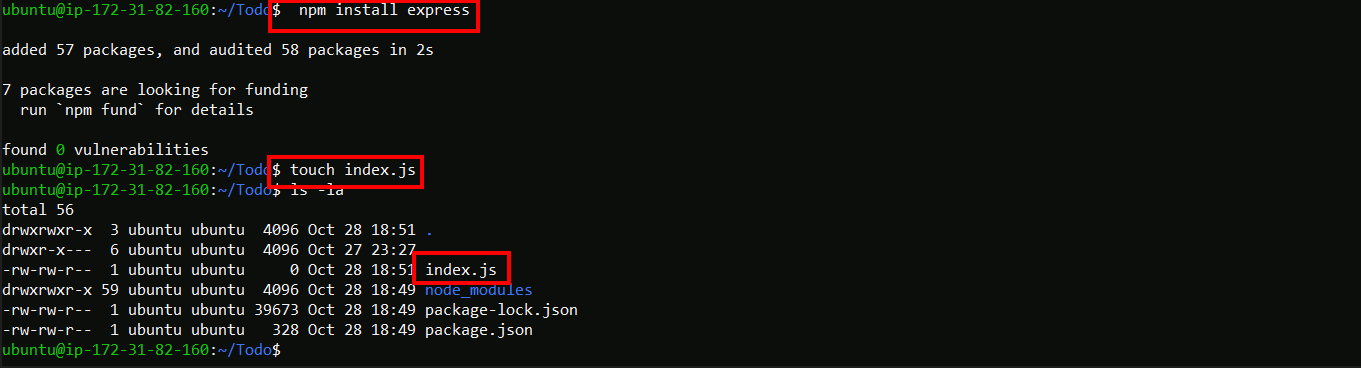 ubuntu@ip-172-31-82-160:~/Todo$  npm install express
added 57 packages, and audited 58 packages in 2s
7 packages are looking for funding
  run `npm fund` for details
found 0 vulnerabilities
ubuntu@ip-172-31-82-160:~/Todo$ touch index.js
ubuntu@ip-172-31-82-160:~/Todo$ ls -la
total 56
drwxrwxr-x  3 ubuntu ubuntu  4096 Oct 28 18:51 .
drwxr-x---  6 ubuntu ubuntu  4096 Oct 27 23:27
-rw-rw-r--  1 ubuntu ubuntu     0 Oct 28 18:51 index.js
drwxrwxr-x 59 ubuntu ubuntu  4096 Oct 28 18:49 node_modules
-rw-rw-r--  1 ubuntu ubuntu 39673 Oct 28 18:49 package-lock.json
-rw-rw-r--  1 ubuntu ubuntu   328 Oct 28 18:49 package.json
ubuntu@ip-172-31-82-160:~/Todo$